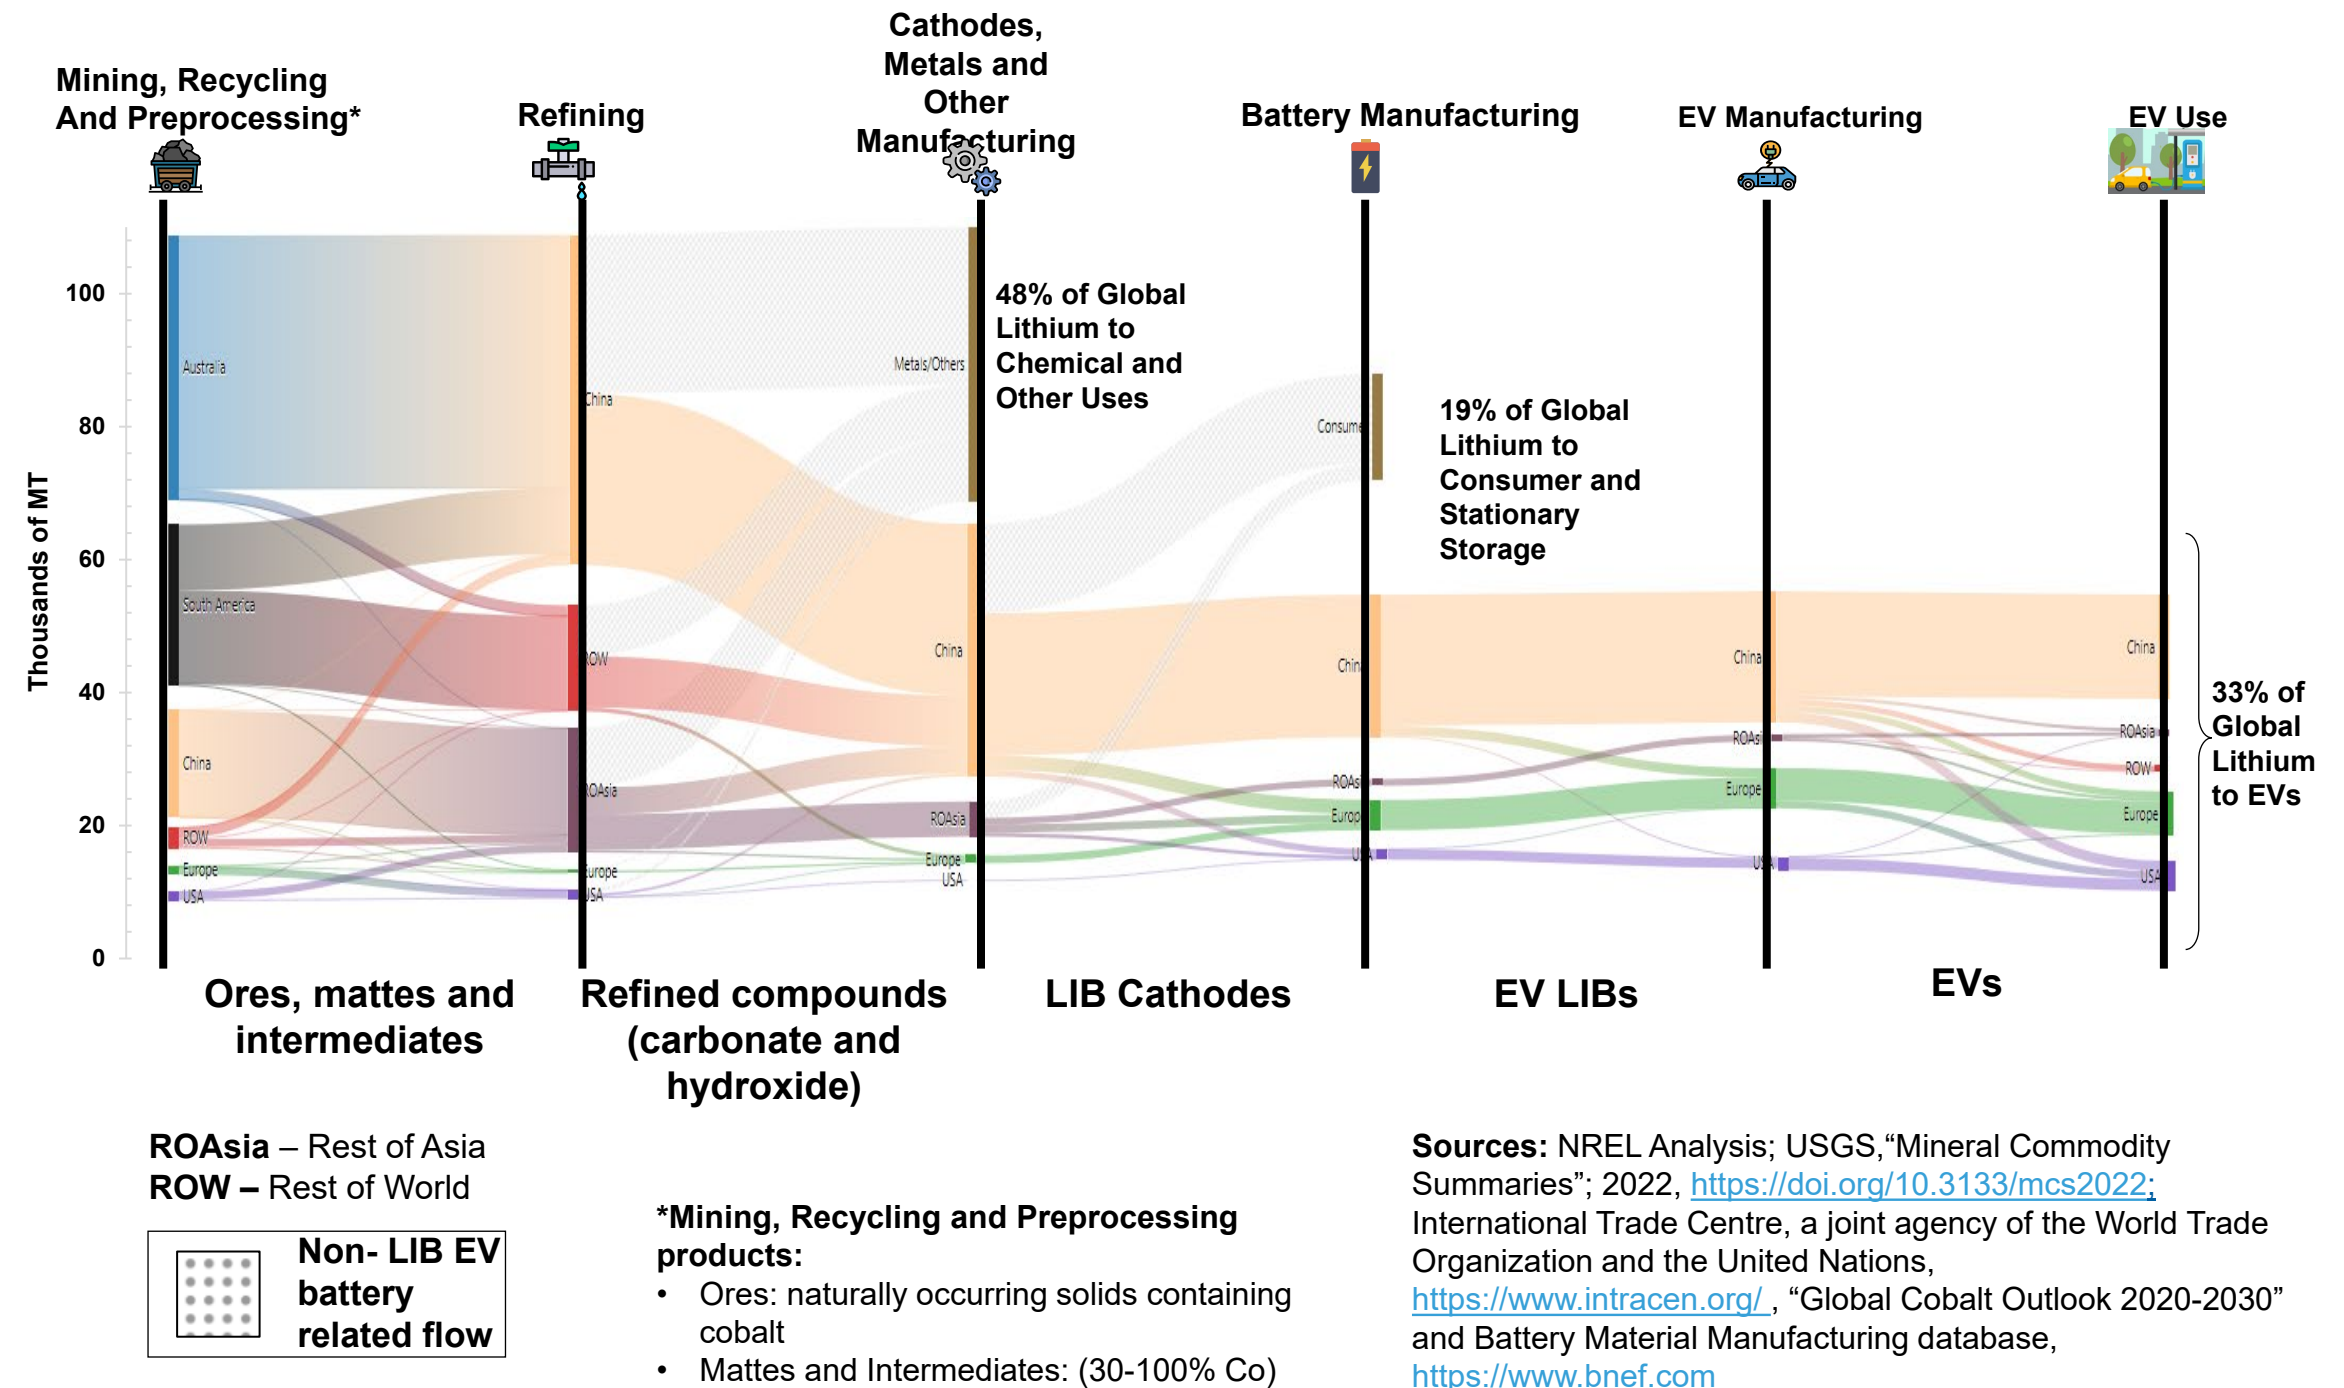 Mining, Recycling
And Preprocessing*
Refining
Cathodes,
Metals and
Other
Manufacturing
Battery Manufacturing
EV Manufacturing
EV Use
Thousands of MT
100
80
60
40
20
0
Australia
South America
China
ROW
Europe
USA
China
ROW
ROAsia
Europe
USA
Metals/Others
China
ROAsia
Europe
USA
48% of Global
Lithium to
Chemical and
Other Uses
Consume
China
ROAsi
Europ
USA
19% of Global
Lithium to
Consumer and
Stationary
Storage
China
ROAsi
Europe
USA
China
ROAsia
ROW
Europe
USA
33% of
Global
Lithium
to EVs
Ores, mattes and
intermediates
Refined compounds
(carbonate and
hydroxide)
LIB Cathodes
EV LIBs
EVs
ROAsia – Rest of Asia
ROW – Rest of World
Non- LIB EV
battery
related flow
*Mining, Recycling and Preprocessing
products:
• Ores: naturally occurring solids containing
cobalt
• Mattes and Intermediates: (30-100% Co)
Sources: NREL Analysis; USGS,“Mineral Commodity
Summaries”; 2022, https://doi.org/10.3133/mcs2022;
International Trade Centre, a joint agency of the World Trade
Organization and the United Nations,
https://www.intracen.org/ , “Global Cobalt Outlook 2020-2030”
and Battery Material Manufacturing database,
https://www.bnef.com